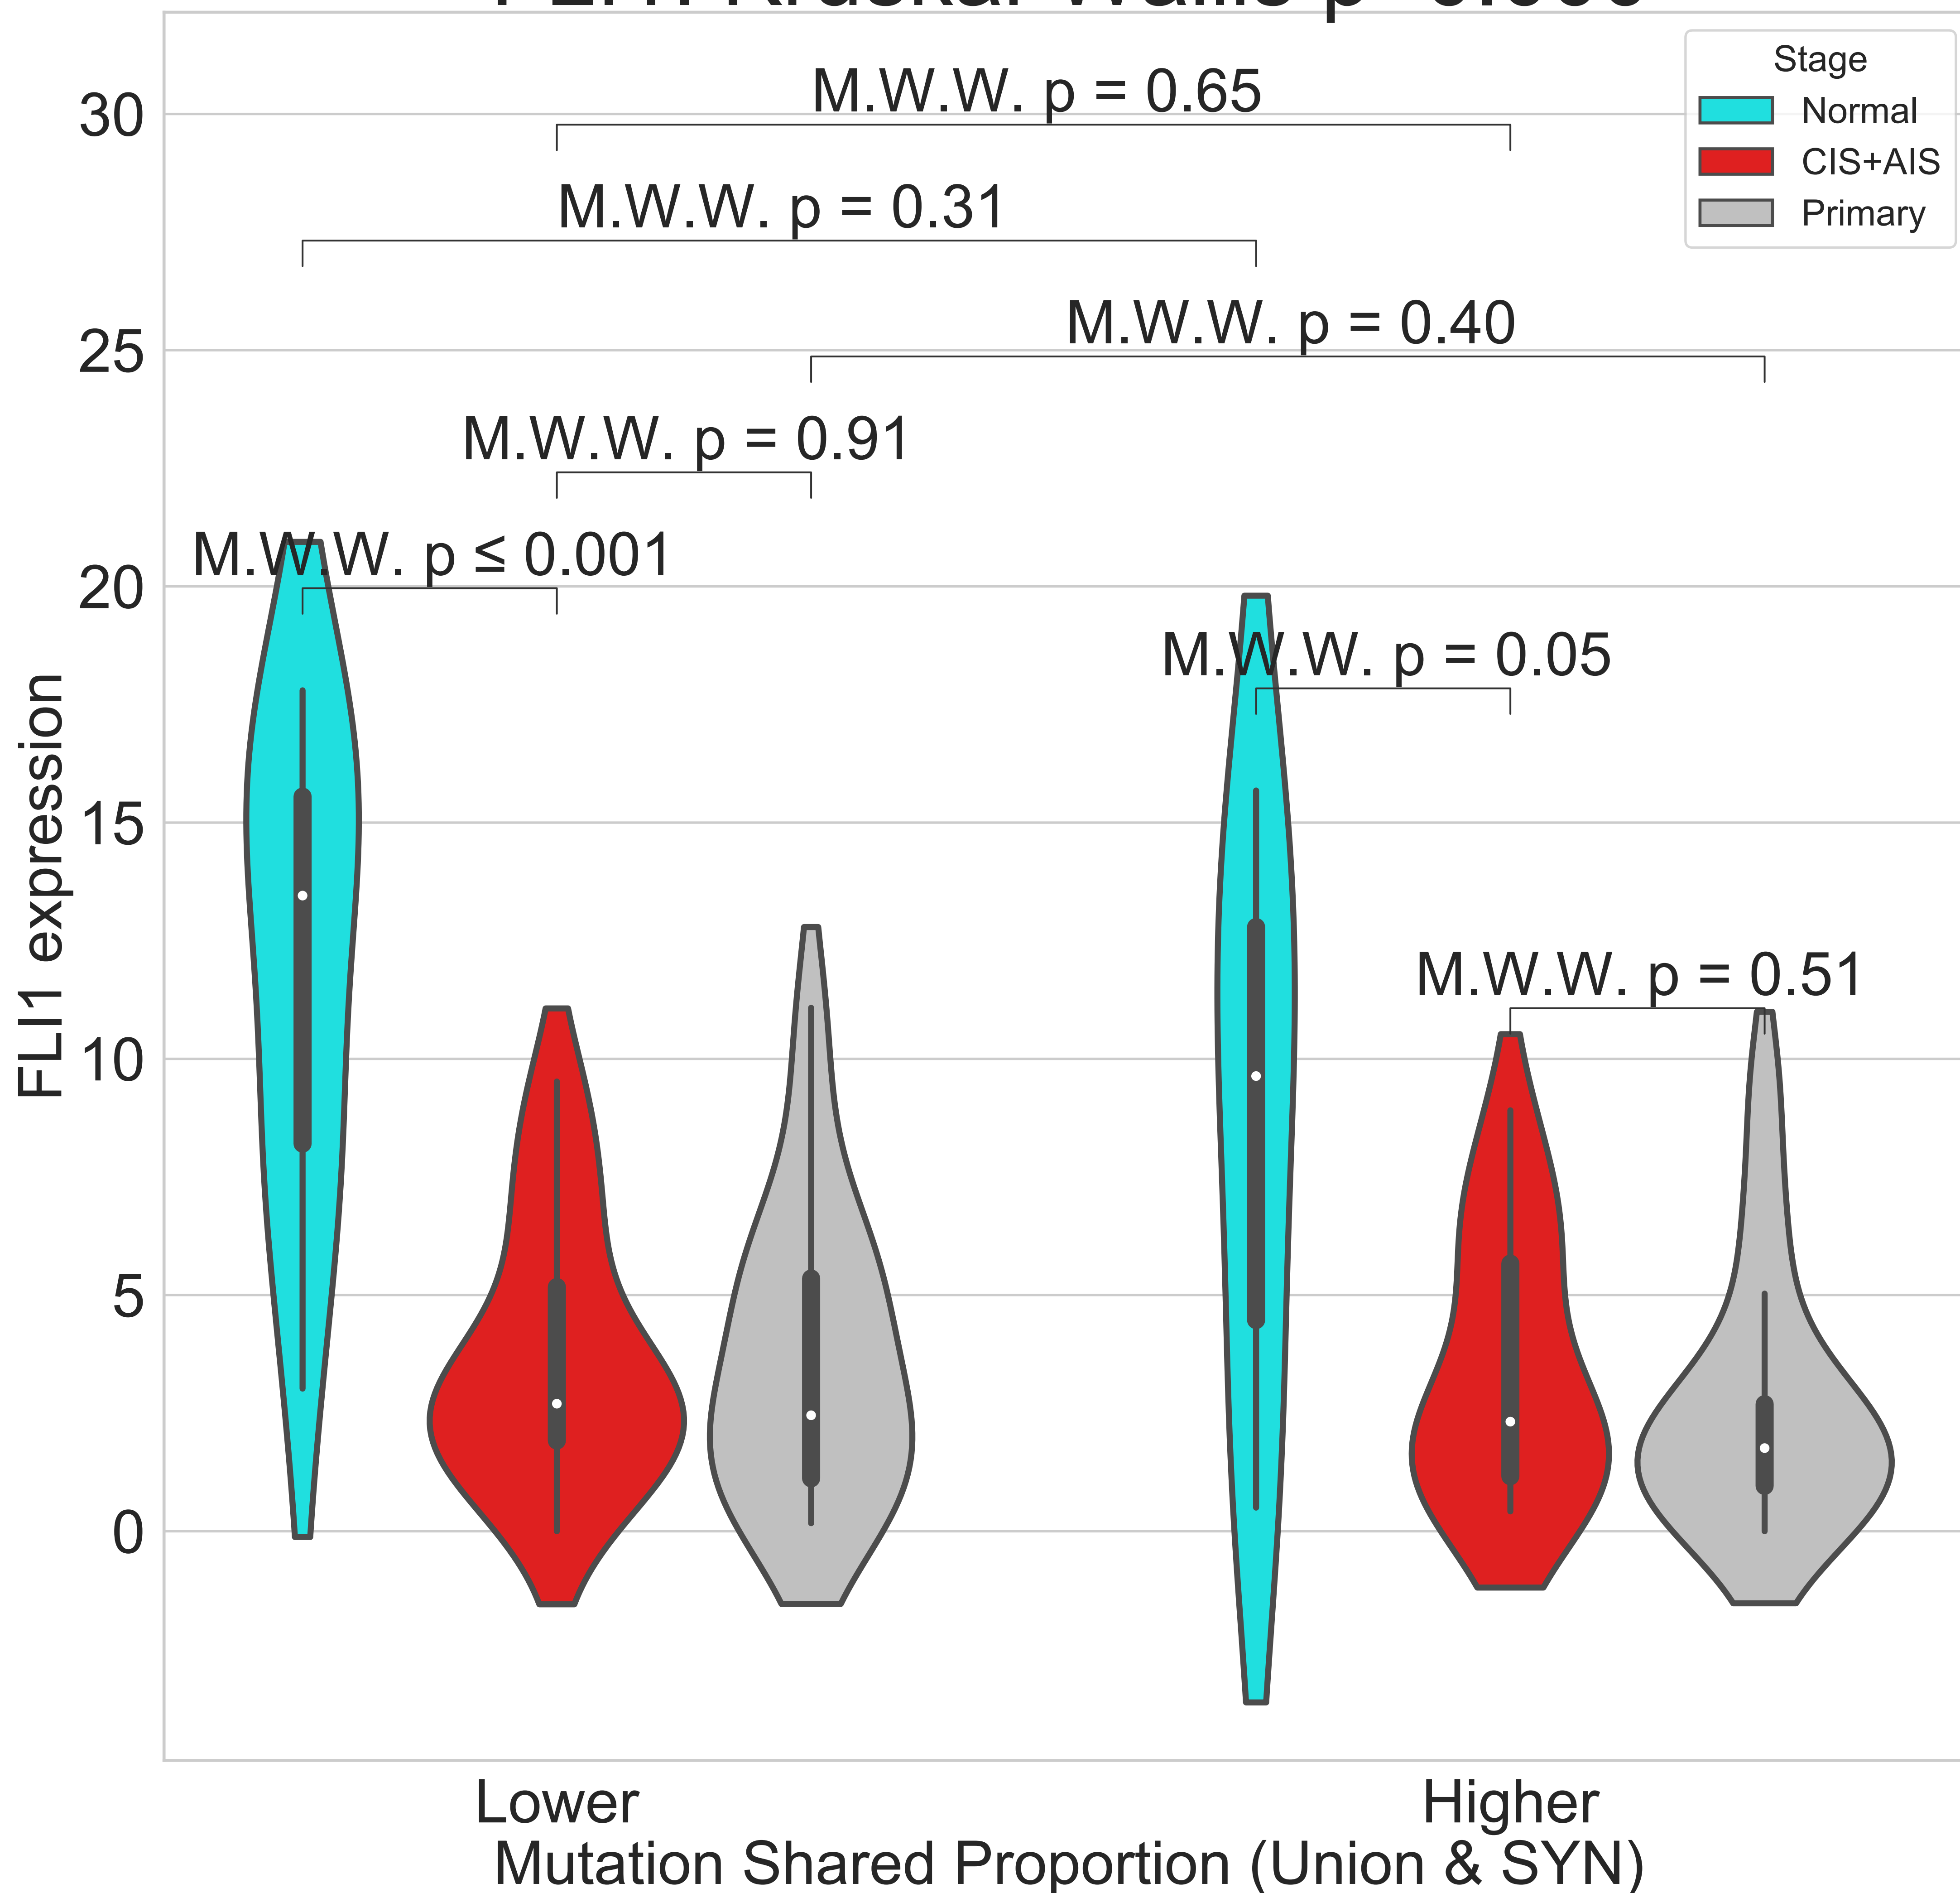 Stage
Normal
CIS+AIS
Primary
M.W.W. p = 0.65
M.W.W. p = 0.31
M.W.W. p = 0.40
M.W.W. p = 0.91
M.W.W. p ≤ 0.001
M.W.W. p = 0.05
M.W.W. p = 0.51
30
25
20
15
10
5
0
FLI1 expression
Lower
Higher
Mutation Shared Proportion (Union & SYN)